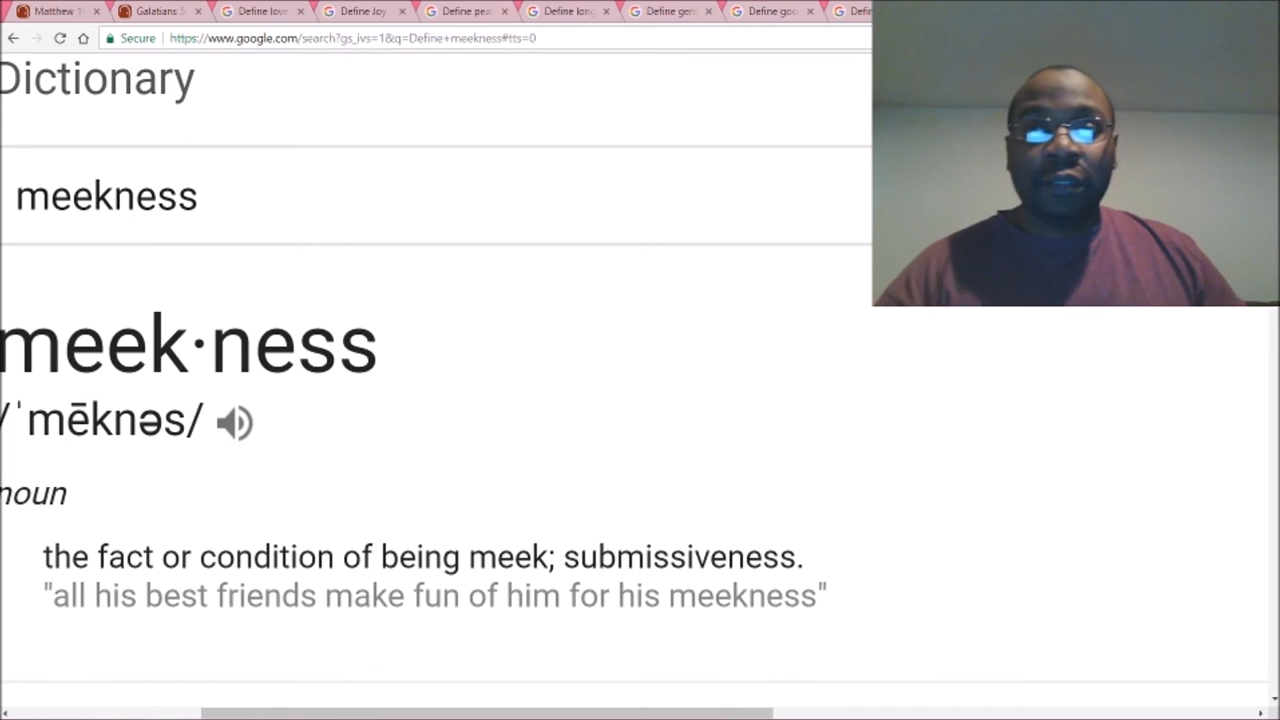 Matthew
Galatians 5
Define love
Define Joy
Define pea
Define long
Define gen
Define goo
Defin
Secure
https://www.google.com/search?gs_ivs=1&q=Define+meekness#tts=0
Dictionary
meekness
meek·ness
/ˈmēknəs/
noun
the fact or condition of being meek; submissiveness.
"all his best friends make fun of him for his meekness"